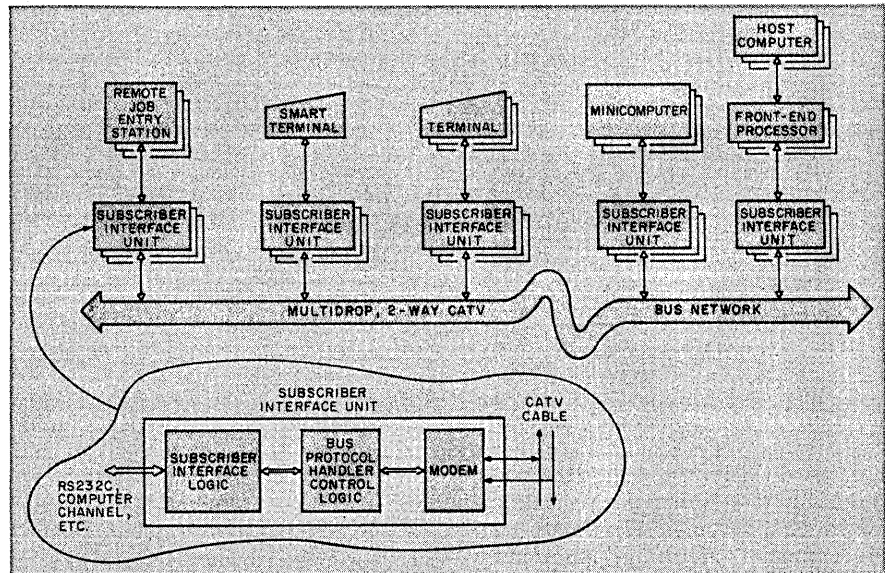 HOST
COMPUTER
REMOTE
JOB
ENTRY
STATION
SMART
TERMINAL
TERMINAL
MINICOMPUTER
FRONT-END
PROCESSOR
SUBSCRIBER
INTERFACE
UNIT
SUBSCRIBER
INTERFACE
UNIT
SUBSCRIBER
INTERFACE
UNIT
SUBSCRIBER
INTERFACE
UNIT
SUBSCRIBER
INTERFACE
UNIT
MULTIDROP, 2-WAY CATV
BUS NETWORK
SUBSCRIBER
INTERFACE UNIT
CATV
CABLE
SUBSCRIBER
INTERFACE
LOGIC
BUS
PROTOCOL
HANDLER
CONTROL
LOGIC
MODEM
RS232C,
COMPUTER
CHANNEL,
ETC.